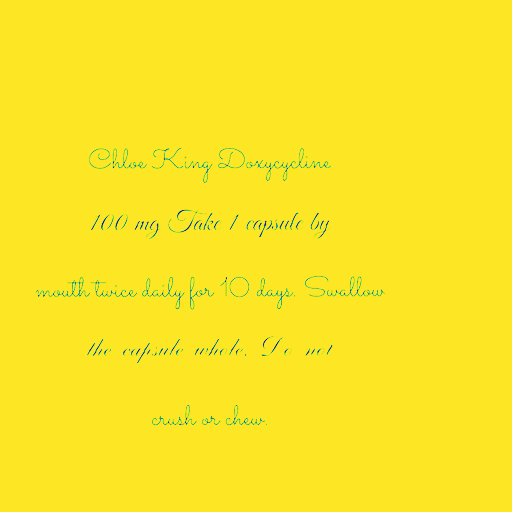 Chloe King Doxycycline
100 mg Take 1 capsule by
mouth twice daily for 10 days. Swallow
the capsule whole. Do not
crush or chew.